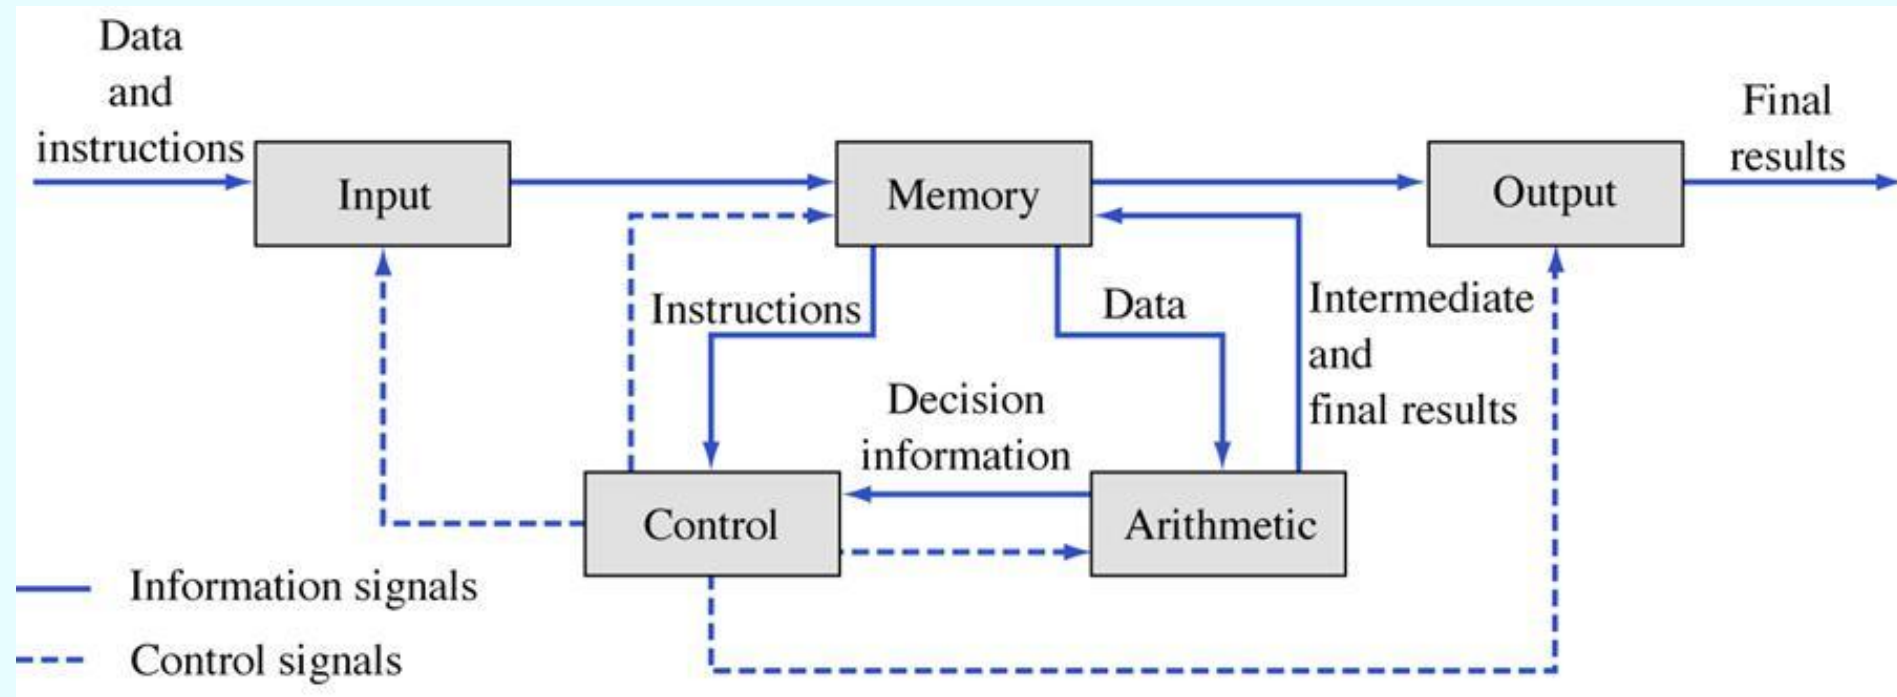 Data
and
instructions
Input
Memory
Output
Final
results
Instructions
Data
Intermediate
and
final results
Decision
information
Control
Arithmetic
Information signals
Control signals